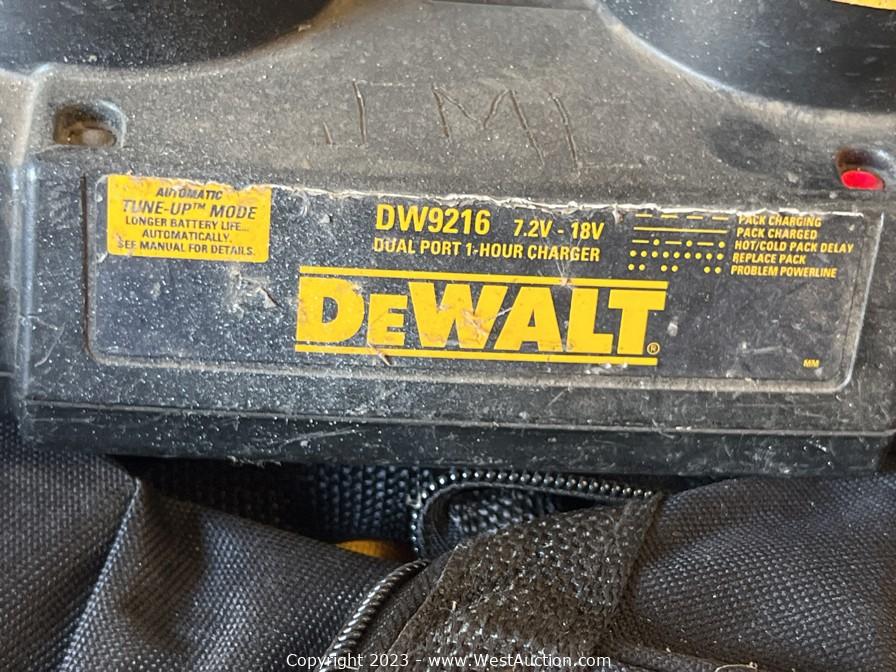 J MI
AUTOMATIC
TUNE-UP™ MODE
LONGER BATTERY LIFE...
AUTOMATICALLY.
SEE MANUAL FOR DETAILS.
DW9216 7.2V - 18V
DUAL PORT 1-HOUR CHARGER
PACK CHARGING
PACK CHARGED
HOT/COLD PACK DELAY
REPLACE PACK
PROBLEM POWERLINE
DEWALT®
MM
Copyright 2023 - www.WestAuction.com